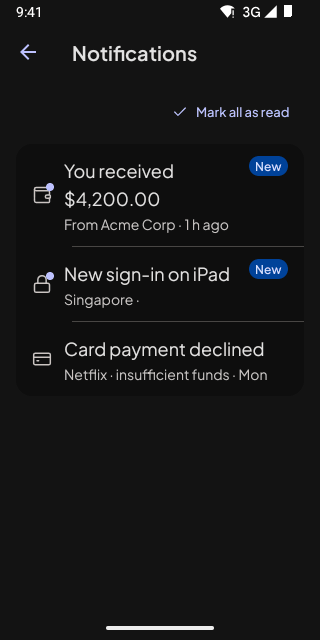 9:41
3G
Notifications
Mark all as read
You received
$4,200.00
New
From Acme Corp · 1 h ago
New sign-in on iPad
New
Singapore ·
Card payment declined
Netflix · insufficient funds · Mon